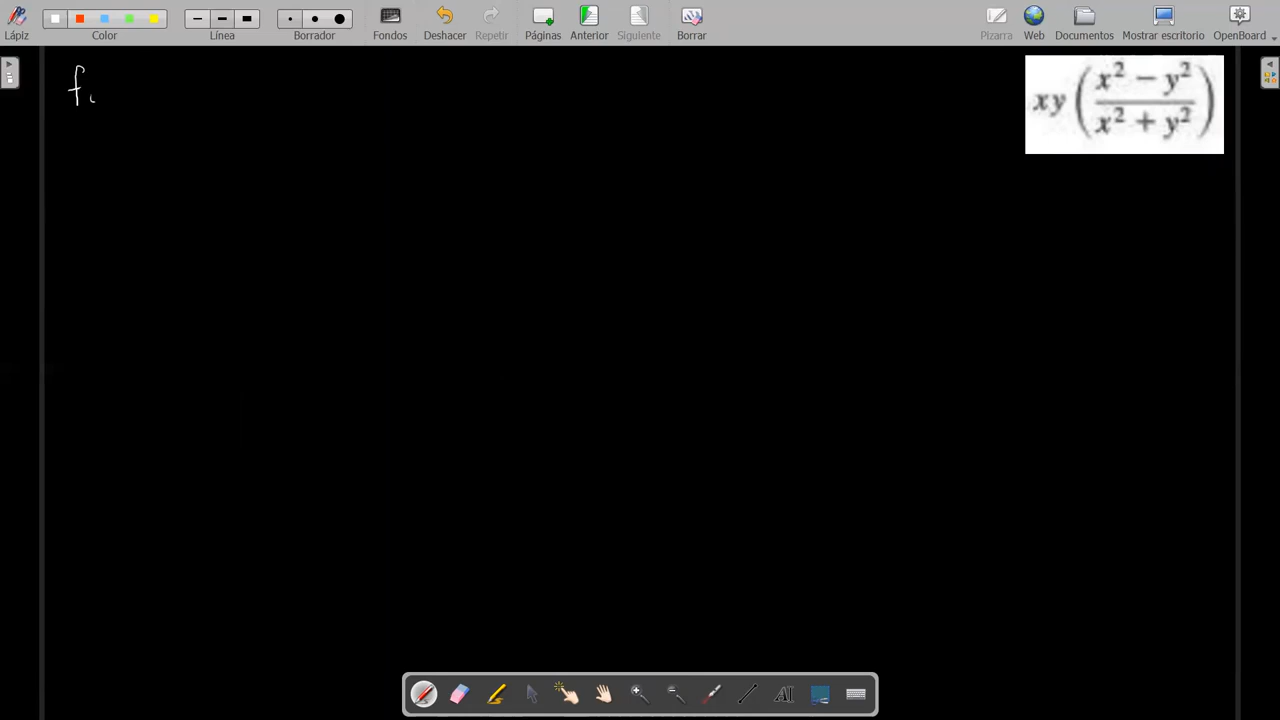 Lápiz Color Línea Borrador Fondos Deshacer Repetir Páginas Anterior Siguiente Borrar Pizarra Web Documentos Mostrar escritorio OpenBoard
f
xy (x² − y² / x² + y²)
AI